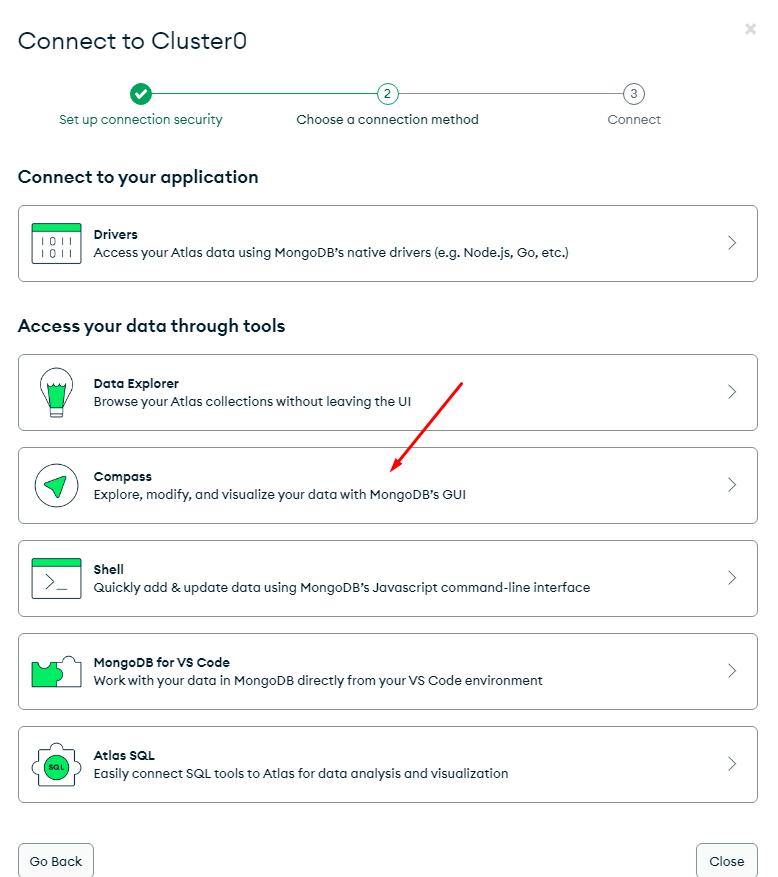 Connect to Cluster0
2
3
Set up connection security
Choose a connection method
Connect
Connect to your application
1011
1011
Drivers
Access your Atlas data using MongoDB's native drivers (e.g. Node.js, Go, etc.)
Access your data through tools
Data Explorer
Browse your Atlas collections without leaving the UI
Compass
Explore, modify, and visualize your data with MongoDB's GUI
>_
Shell
Quickly add & update data using MongoDB's Javascript command-line interface
MongoDB for VS Code
Work with your data in MongoDB directly from your VS Code environment
SQL
Atlas SQL
Easily connect SQL tools to Atlas for data analysis and visualization
Go Back
Close